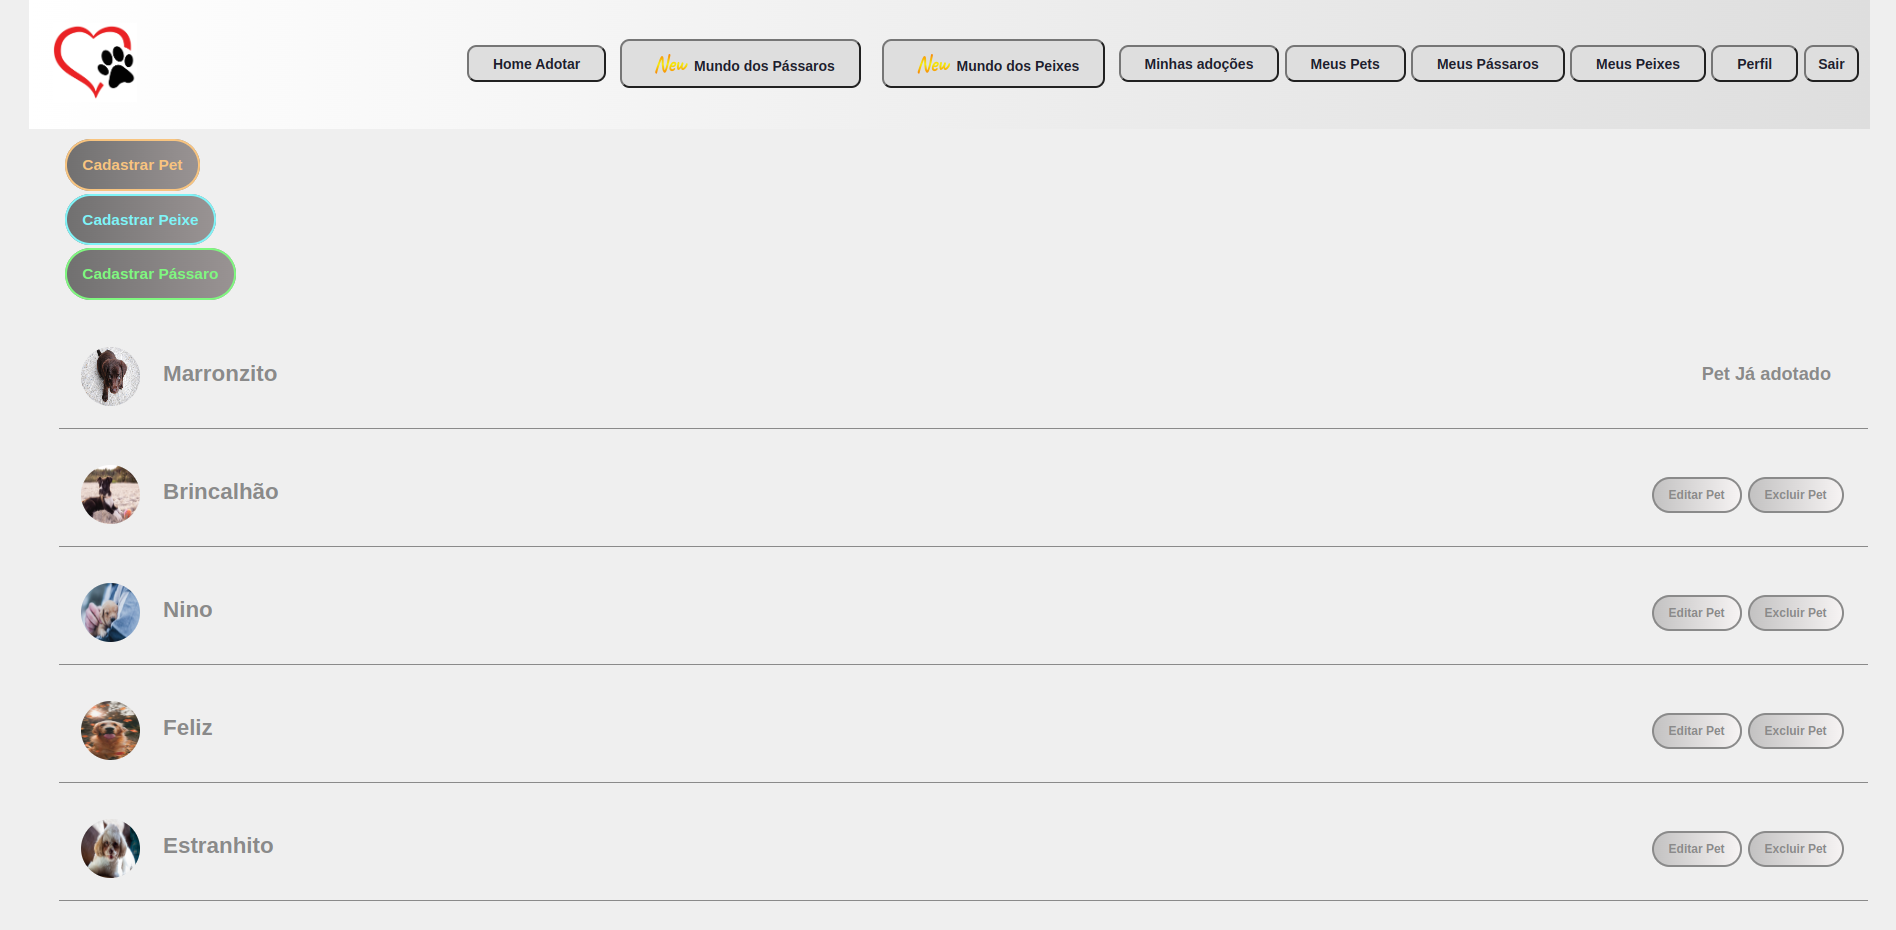 Home Adotar New Mundo dos Pássaros New Mundo dos Peixes Minhas adoções Meus Pets Meus Pássaros Meus Peixes Perfil Sair
Cadastrar Pet
Cadastrar Peixe
Cadastrar Pássaro
Marronzito Pet Já adotado
Brincalhão Editar Pet Excluir Pet
Nino Editar Pet Excluir Pet
Feliz Editar Pet Excluir Pet
Estranhito Editar Pet Excluir Pet